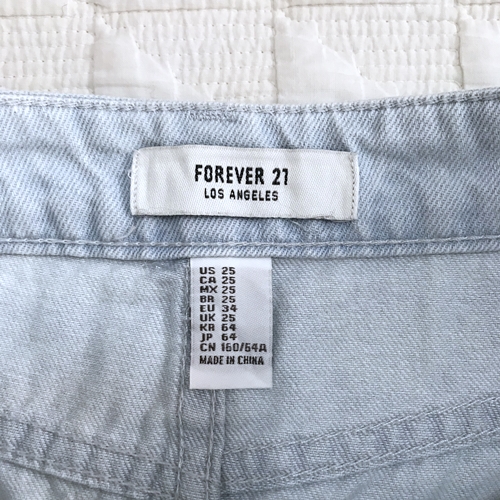 FOREVER 21
LOS ANGELES
US 25
CA 25
MX 25
BR 25
EU 34
UK 25
KR 64
JP 64
CN 160/64A
MADE IN CHINA